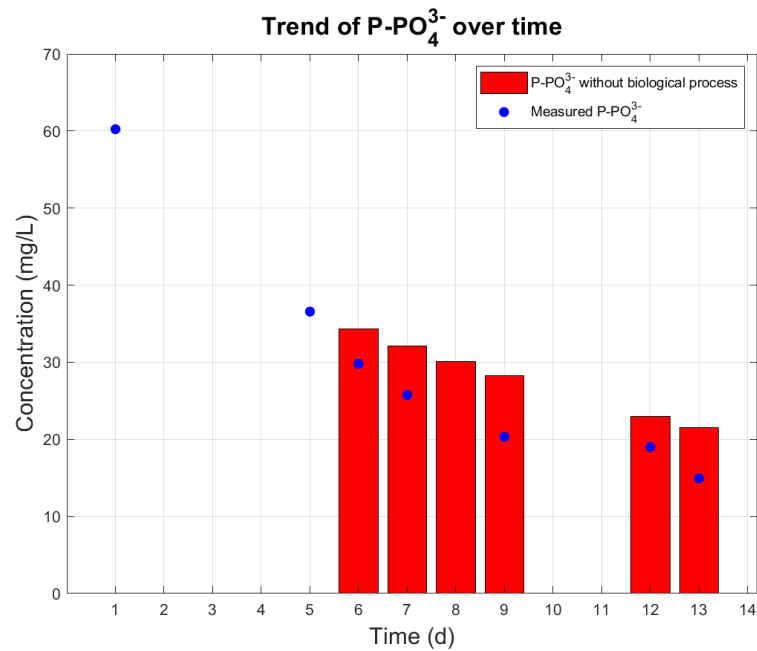 Trend of P-PO₄³⁻ over time
P-PO₄³⁻ without biological process
Measured P-PO₄³⁻
Concentration (mg/L)
70
60
50
40
30
20
10
0
1 2 3 4 5 6 7 8 9 10 11 12 13 14
Time (d)